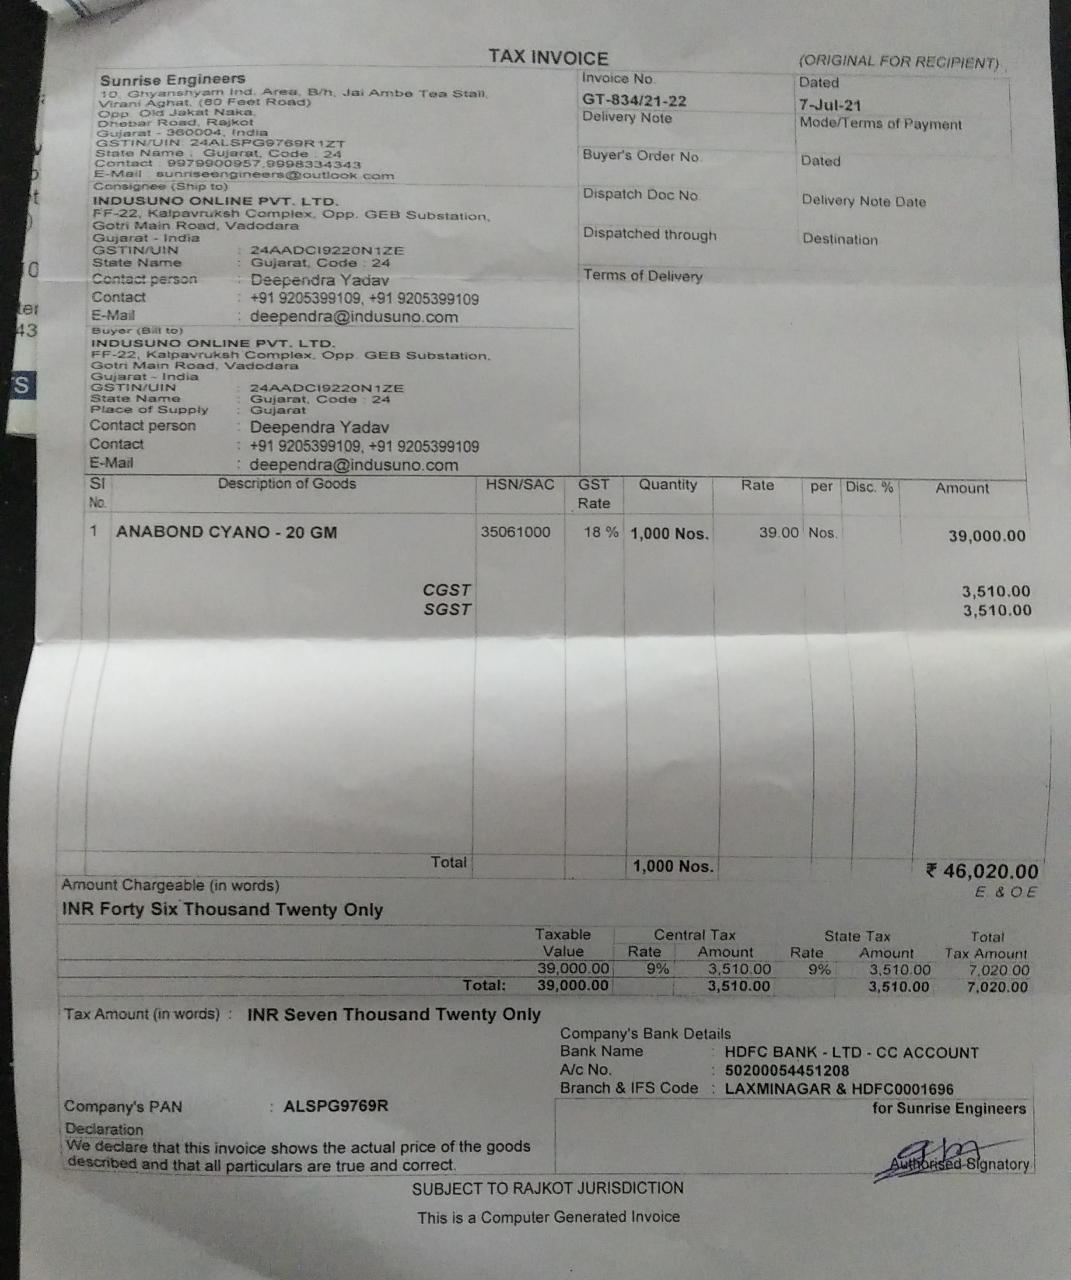 TAX INVOICE
(ORIGINAL FOR RECIPIENT)
Sunrise Engineers
10, Ghyanshyam Ind. Area, B/h, Jai Ambe Tea Stall,
Virani Aghat, (60 Feet Road)
Opp. Old Jakat Naka,
Dhebar Road, Rajkot
Gujarat - 360004, India
GSTIN/UIN: 24ALSPG9769R1ZT
State Name : Gujarat, Code : 24
Contact : 9979900957,9998334343
E-Mail : sunriseengineers@outlook.com
Invoice No.
GT-834/21-22
Dated
7-Jul-21
Delivery Note
Mode/Terms of Payment
Buyer's Order No.
Dated
Dispatch Doc No.
Delivery Note Date
Dispatched through
Destination
Terms of Delivery
Consignee (Ship to)
INDUSUNO ONLINE PVT. LTD.
FF-22, Kalpavruksh Complex, Opp. GEB Substation,
Gotri Main Road, Vadodara
Gujarat - India
GSTIN/UIN : 24AADCI9220N1ZE
State Name : Gujarat, Code : 24
Contact person : Deependra Yadav
Contact : +91 9205399109, +91 9205399109
E-Mail : deependra@indusuno.com
Buyer (Bill to)
INDUSUNO ONLINE PVT. LTD.
FF-22, Kalpavruksh Complex, Opp. GEB Substation,
Gotri Main Road, Vadodara
Gujarat - India
GSTIN/UIN : 24AADCI9220N1ZE
State Name : Gujarat, Code : 24
Place of Supply : Gujarat
Contact person : Deependra Yadav
Contact : +91 9205399109, +91 9205399109
E-Mail : deependra@indusuno.com
Sl No. Description of Goods HSN/SAC GST Rate Quantity Rate per Disc. % Amount
1 ANABOND CYANO - 20 GM 35061000 18 % 1,000 Nos. 39.00 Nos. 39,000.00
CGST 3,510.00
SGST 3,510.00
Total 1,000 Nos. ₹ 46,020.00
Amount Chargeable (in words) E. & O E
INR Forty Six Thousand Twenty Only
Taxable Central Tax State Tax Total
Value Rate Amount Rate Amount Tax Amount
39,000.00 9% 3,510.00 9% 3,510.00 7,020.00
Total: 39,000.00 3,510.00 3,510.00 7,020.00
Tax Amount (in words) : INR Seven Thousand Twenty Only
Company's Bank Details
Bank Name : HDFC BANK - LTD - CC ACCOUNT
A/c No. : 50200054451208
Branch & IFS Code : LAXMINAGAR & HDFC0001696
Company's PAN : ALSPG9769R
for Sunrise Engineers
Declaration
We declare that this invoice shows the actual price of the goods
described and that all particulars are true and correct.
Authorised Signatory
SUBJECT TO RAJKOT JURISDICTION
This is a Computer Generated Invoice